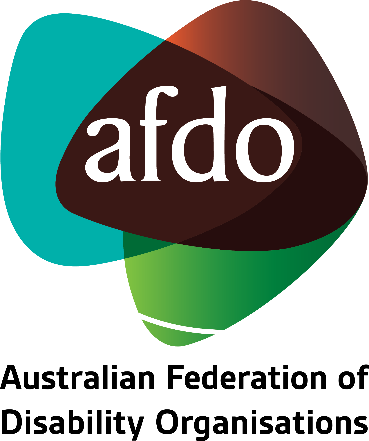 afdo
Australian Federation of
Disability Organisations